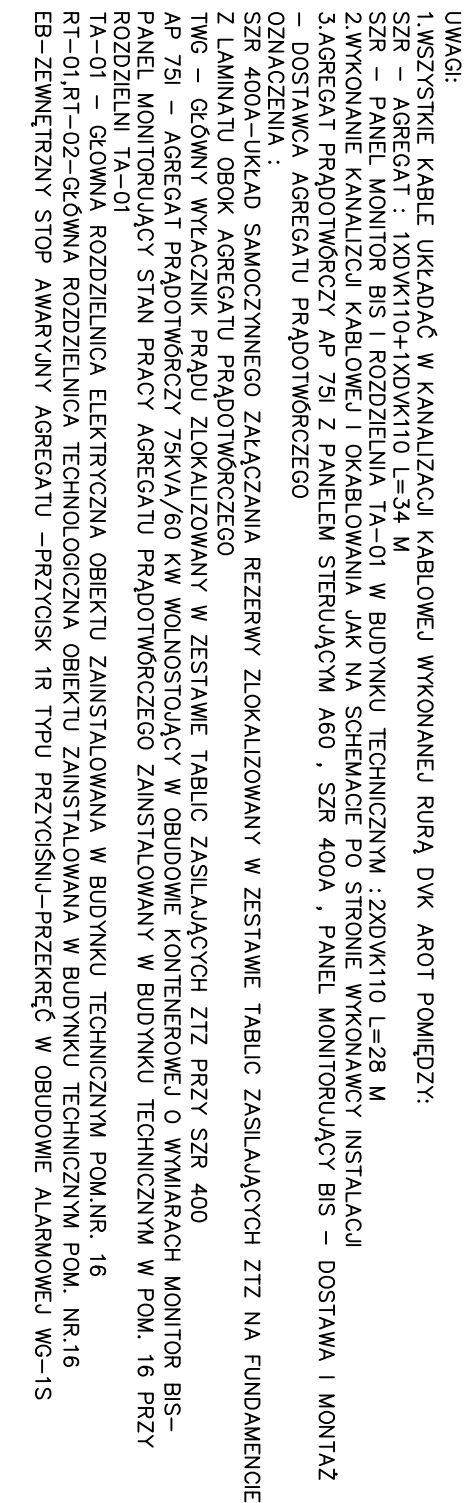 UWAGI:
1.WSZYSTKIE KABLE UKŁADAĆ W KANALIZACJI KABLOWEJ WYKONANEJ RURĄ DVK AROT POMIĘDZY:
SZR – AGREGAT : 1XDVK110+1XDVK110 L=34 M
SZR – PANEL MONITOR BIS I ROZDZIELNIA TA–01 W BUDYNKU TECHNICZNYM :2XDVK110 L=28 M
2.WYKONANIE KANALIZCJI KABLOWEJ I OKABLOWANIA JAK NA SCHEMACIE PO STRONIE WYKONAWCY INSTALACJI
3.AGREGAT PRĄDOTWÓRCZY AP 75I Z PANELEM STERUJĄCYM A60 , SZR 400A , PANEL MONITORUJĄCY BIS – DOSTAWA I MONTAŻ
– DOSTAWCA AGREGATU PRĄDOTWÓRCZEGO
OZNACZENIA :
SZR 400A–UKŁAD SAMOCZYNNEGO ZAŁĄCZANIA REZERWY ZLOKALIZOWANY W ZESTAWIE TABLIC ZASILAJĄCYCH ZTZ NA FUNDAMENCIE
Z LAMINATU OBOK AGREGATU PRĄDOTWÓRCZEGO
TWG – GŁÓWNY WYŁACZNIK PRĄDU ZLOKALIZOWANY W ZESTAWIE TABLIC ZASILAJĄCYCH ZTZ PRZY SZR 400
AP 75I – AGREGAT PRĄDOTWÓRCZY 75KVA/60 KW WOLNOSTOJĄCY W OBUDOWIE KONTENEROWEJ O WYMIARACH MONITOR BIS–
PANEL MONITORUJĄCY STAN PRACY AGREGATU PRĄDOTWÓRCZEGO ZAINSTALOWANY W BUDYNKU TECHNICZNYM W POM. 16 PRZY
ROZDZIELNI TA–01
TA–01 – GŁOWNA ROZDZIELNICA ELEKTRYCZNA OBIEKTU ZAINSTALOWANA W BUDYNKU TECHNICZNYM POM.NR. 16
RT–01,RT–02–GŁÓWNA ROZDZIELNICA TECHNOLOGICZNA OBIEKTU ZAINSTALOWANA W BUDYNKU TECHNICZNYM POM. NR.16
EB–ZEWNĘTRZNY STOP AWARYJNY AGREGATU –PRZYCISK 1R TYPU PRZYCIŚNIJ–PRZEKRĘĆ W OBUDOWIE ALARMOWEJ WG–1S